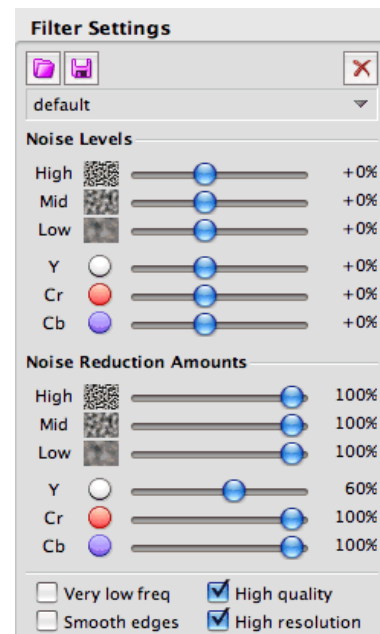 Filter Settings
default
Noise Levels
High +0%
Mid +0%
Low +0%
Y +0%
Cr +0%
Cb +0%
Noise Reduction Amounts
High 100%
Mid 100%
Low 100%
Y 60%
Cr 100%
Cb 100%
Very low freq High quality
Smooth edges High resolution